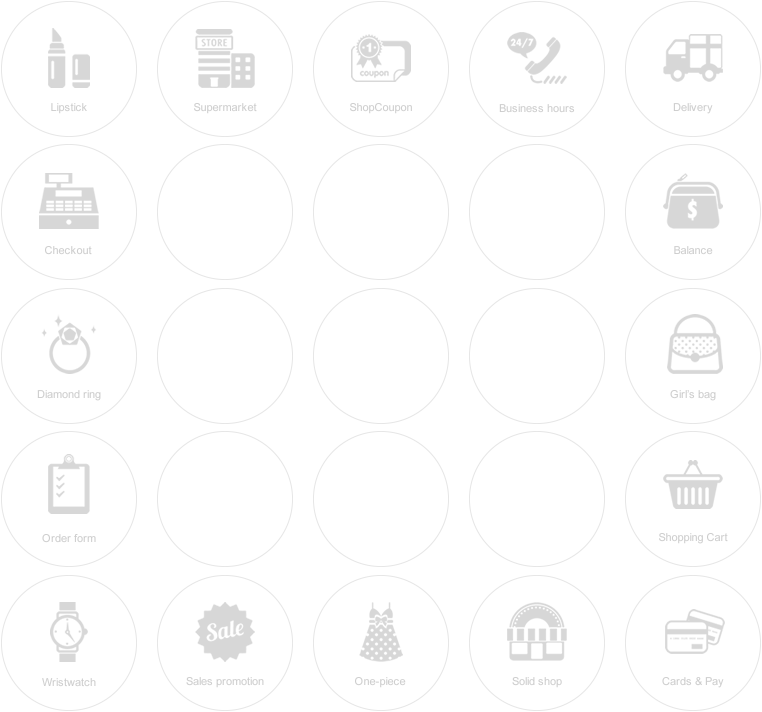 STORE
1
coupon
24/7
Lipstick
Supermarket
ShopCoupon
Business hours
Delivery
$
Checkout
Balance
Diamond ring
Girl's bag
Order form
Shopping Cart
Sale
Wristwatch
Sales promotion
One-piece
Solid shop
Cards & Pay